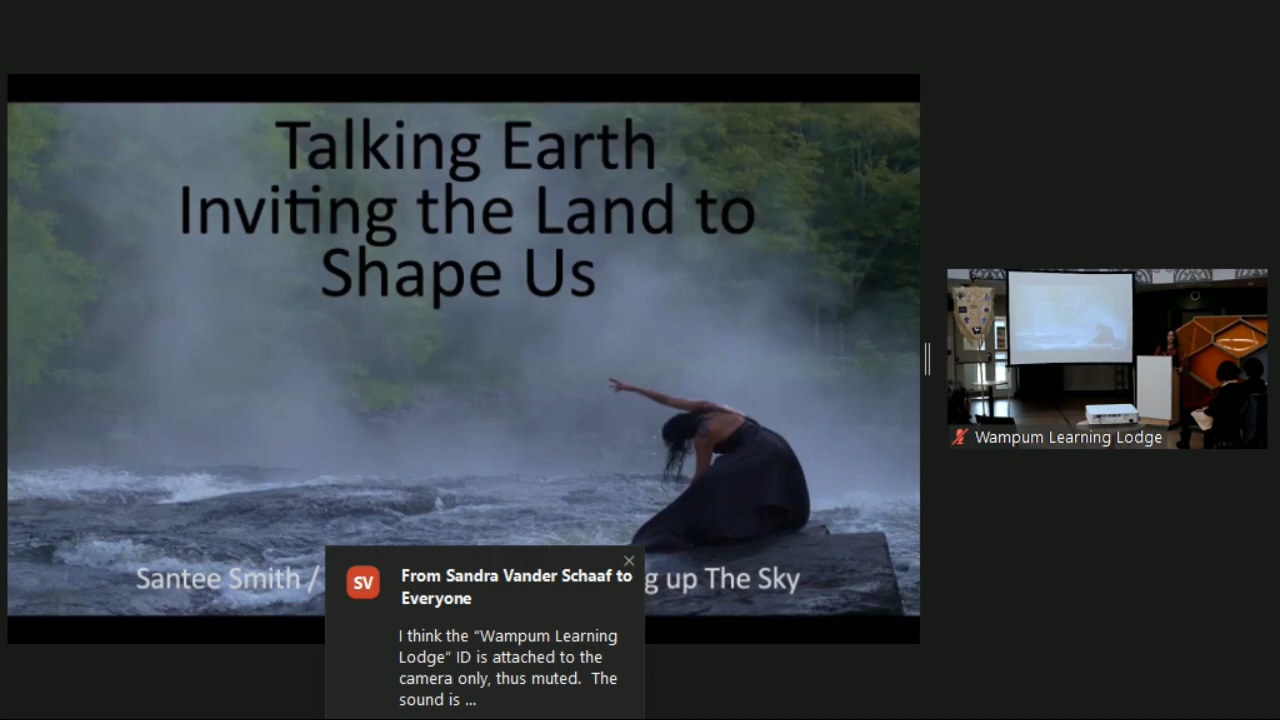 Talking Earth
Inviting the Land to
Shape Us
Santee Smith /
g up The Sky
Wampum Learning Lodge
SV
From Sandra Vander Schaaf to
Everyone
I think the “Wampum Learning
Lodge” ID is attached to the
camera only, thus muted. The
sound is ...